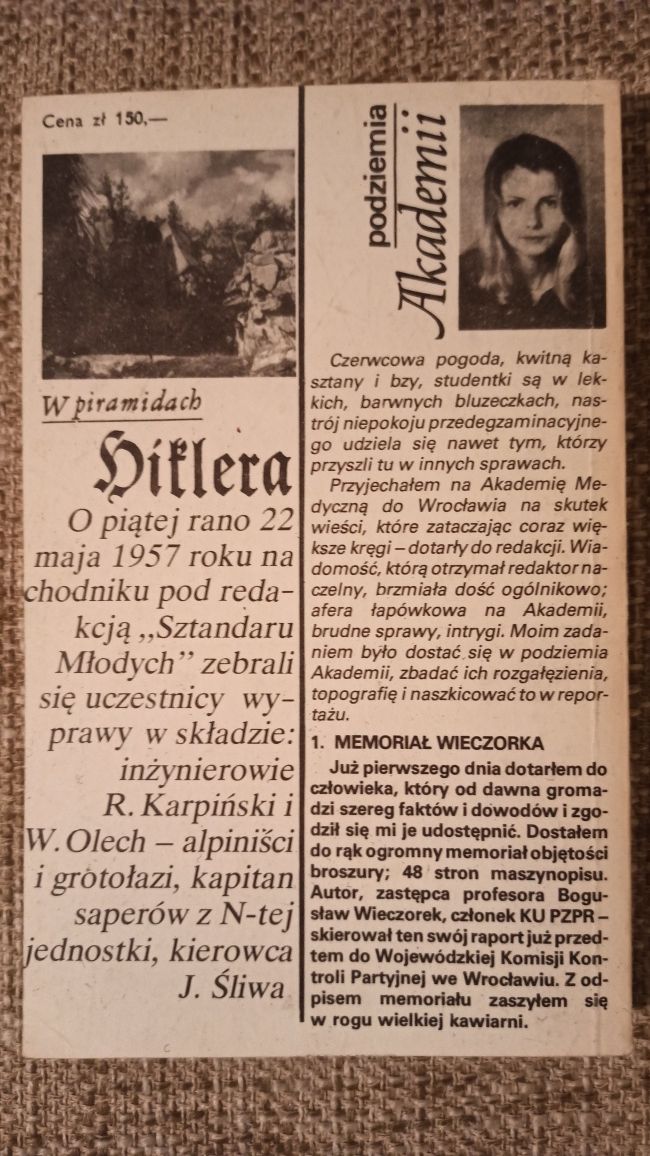 Cena zł 150,—
W piramidach
Hitlera
O piątej rano 22
maja 1957 roku na
chodniku pod reda-
kcją „Sztandaru
Młodych” zebrali
się uczestnicy wy-
prawy w składzie:
inżynierowie
R. Karpiński i
W. Olech – alpiniści
i grotołazi, kapitan
saperów z N-tej
jednostki, kierowca
J. Śliwa
podziemia
Akademii
Czerwcowa pogoda, kwitną ka-
sztany i bzy, studentki są w lek-
kich, barwnych bluzeczkach, nas-
trój niepokoju przedegzaminacyjne-
go udziela się nawet tym, którzy
przyszli tu w innych sprawach.
Przyjechałem na Akademię Me-
dyczną do Wrocławia na skutek
wieści, które zataczając coraz wię-
ksze kręgi – dotarły do redakcji. Wia-
domość, którą otrzymał redaktor na-
czelny, brzmiała dość ogólnikowo;
afera łapówkowa na Akademii,
brudne sprawy, intrygi. Moim zada-
niem było dostać się w podziemia
Akademii, zbadać ich rozgałęzienia,
topografię i naszkicować to w repor-
tażu.
1. MEMORIAŁ WIECZORKA
Już pierwszego dnia dotarłem do
człowieka, który od dawna groma-
dzi szereg faktów i dowodów i zgo-
dził się mi je udostępnić. Dostałem
do rąk ogromny memoriał objętości
broszury; 48 stron maszynopisu.
Autor, zastępca profesora Bogu-
sław Wieczorek, członek KU PZPR –
skierował ten swój raport już przed-
tem do Wojewódzkiej Komisji Kon-
troli Partyjnej we Wrocławiu. Z od-
pisem memoriału zaszyłem się
w rogu wielkiej kawiarni.